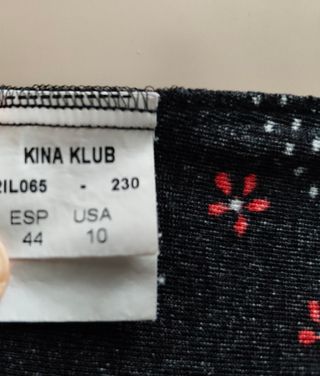 KINA KLUB
2IL065 - 230
ESP USA
44 10